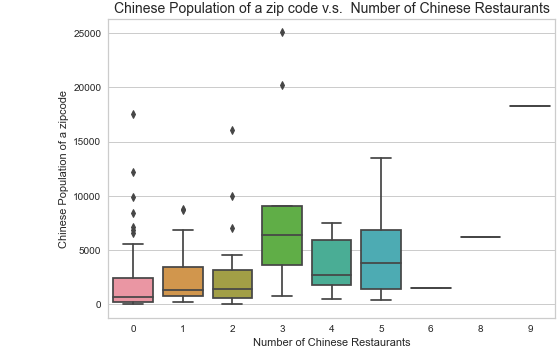 Chinese Population of a zip code v.s.  Number of Chinese Restaurants
25000
20000
15000
10000
5000
0
Chinese Population of a zipcode
0 1 2 3 4 5 6 8 9
Number of Chinese Restaurants